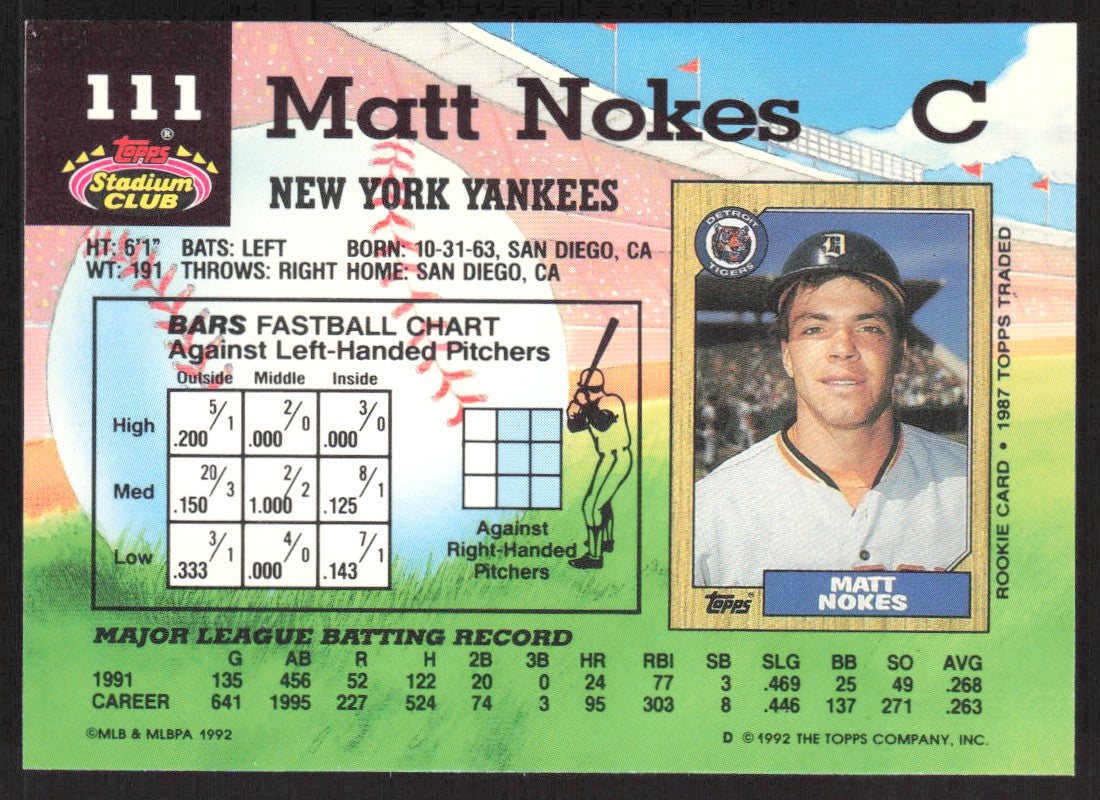 111
Matt Nokes C
Topps®
Stadium
CLUB
NEW YORK YANKEES
HT: 6'1" BATS: LEFT BORN: 10-31-63, SAN DIEGO, CA
WT: 191 THROWS: RIGHT HOME: SAN DIEGO, CA
BARS FASTBALL CHART
Against Left-Handed Pitchers
Outside Middle Inside
High 5/1 .200 2/0 .000 3/0 .000
Med 20/3 .150 2/2 1.000 8/1 .125
Low 3/1 .333 4/0 .000 7/1 .143
Against
Right-Handed
Pitchers
DETROIT
TIGERS
D
Topps
MATT
NOKES
ROOKIE CARD • 1987 TOPPS TRADED
MAJOR LEAGUE BATTING RECORD
G AB R H 2B 3B HR RBI SB SLG BB SO AVG
1991 135 456 52 122 20 0 24 77 3 .469 25 49 .268
CAREER 641 1995 227 524 74 3 95 303 8 .446 137 271 .263
©MLB & MLBPA 1992
D ©1992 THE TOPPS COMPANY, INC.